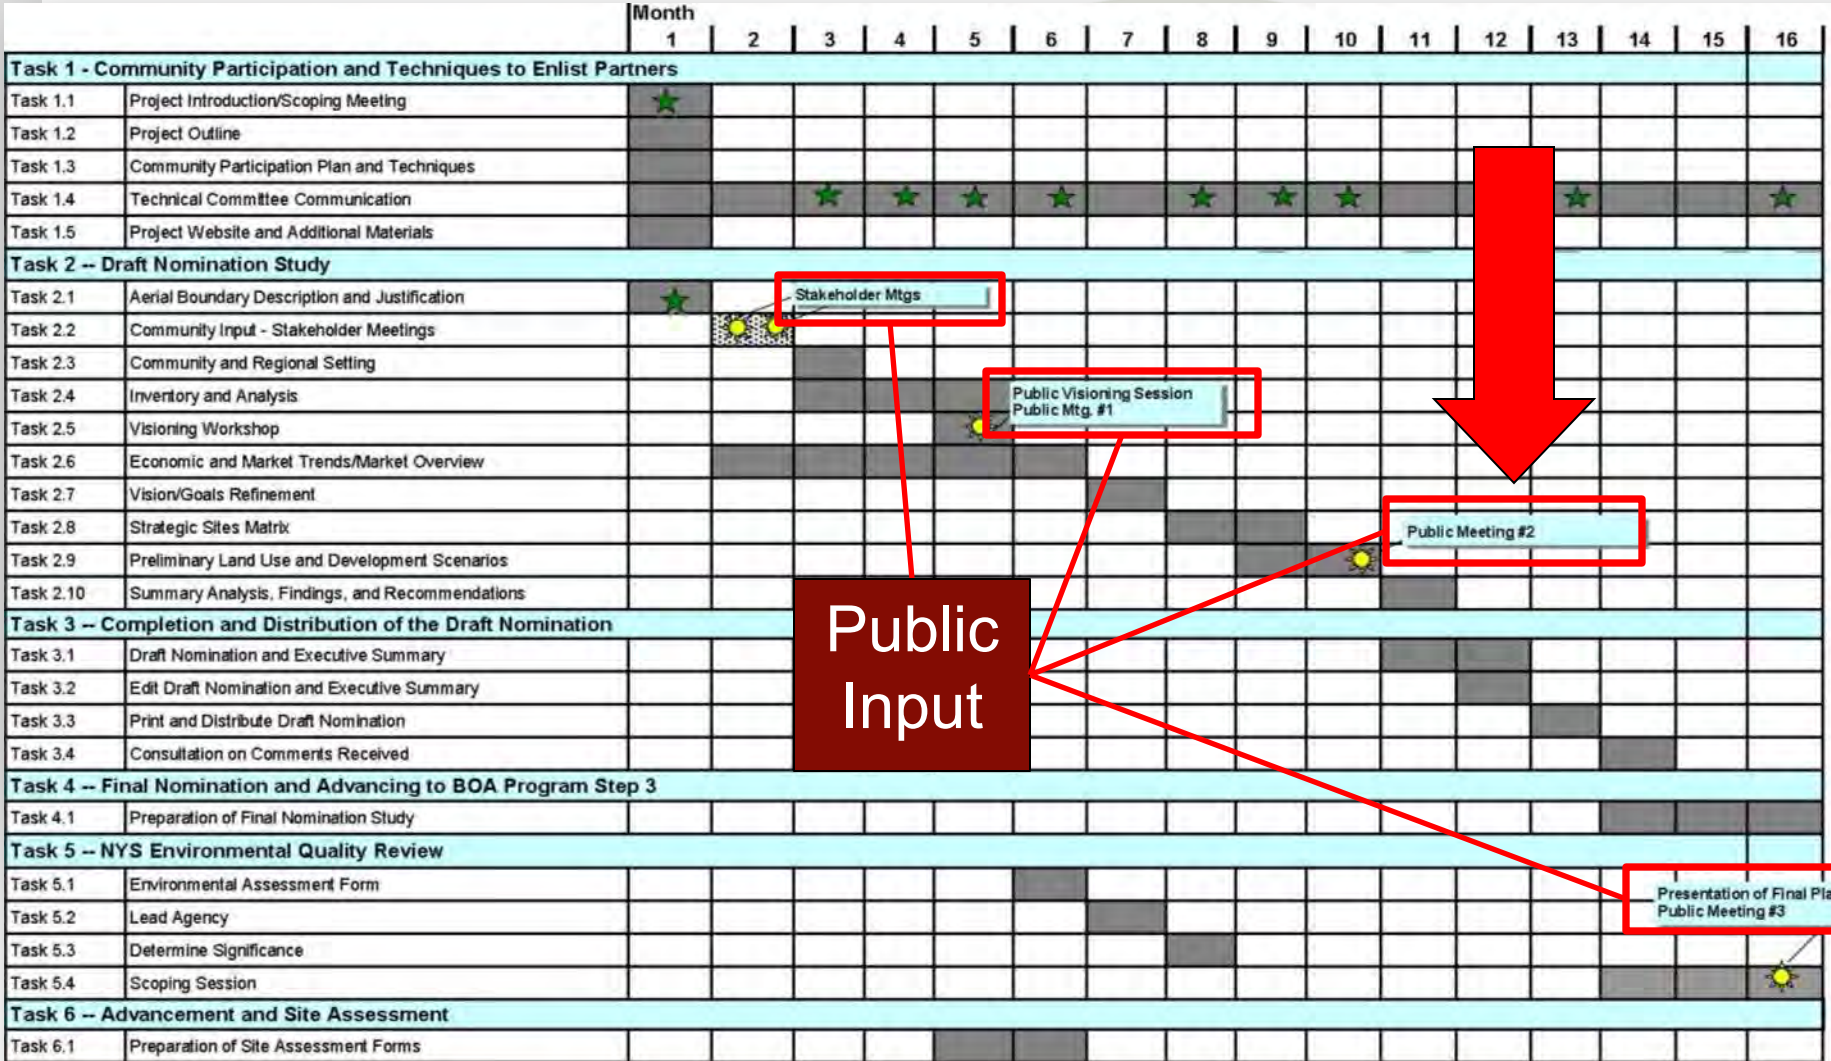 Month
1 2 3 4 5 6 7 8 9 10 11 12 13 14 15 16
Task 1 - Community Participation and Techniques to Enlist Partners
Task 1.1 Project Introduction/Scoping Meeting
Task 1.2 Project Outline
Task 1.3 Community Participation Plan and Techniques
Task 1.4 Technical Committee Communication
Task 1.5 Project Website and Additional Materials
Task 2 -- Draft Nomination Study
Task 2.1 Aerial Boundary Description and Justification
Stakeholder Mtgs
Task 2.2 Community Input - Stakeholder Meetings
Task 2.3 Community and Regional Setting
Task 2.4 Inventory and Analysis
Public Visioning Session
Public Mtg. #1
Task 2.5 Visioning Workshop
Task 2.6 Economic and Market Trends/Market Overview
Task 2.7 Vision/Goals Refinement
Task 2.8 Strategic Sites Matrix
Public Meeting #2
Task 2.9 Preliminary Land Use and Development Scenarios
Task 2.10 Summary Analysis, Findings, and Recommendations
Task 3 -- Completion and Distribution of the Draft Nomination
Public
Input
Task 3.1 Draft Nomination and Executive Summary
Task 3.2 Edit Draft Nomination and Executive Summary
Task 3.3 Print and Distribute Draft Nomination
Task 3.4 Consultation on Comments Received
Task 4 -- Final Nomination and Advancing to BOA Program Step 3
Task 4.1 Preparation of Final Nomination Study
Task 5 -- NYS Environmental Quality Review
Task 5.1 Environmental Assessment Form
Presentation of Final Pla
Public Meeting #3
Task 5.2 Lead Agency
Task 5.3 Determine Significance
Task 5.4 Scoping Session
Task 6 -- Advancement and Site Assessment
Task 6.1 Preparation of Site Assessment Forms